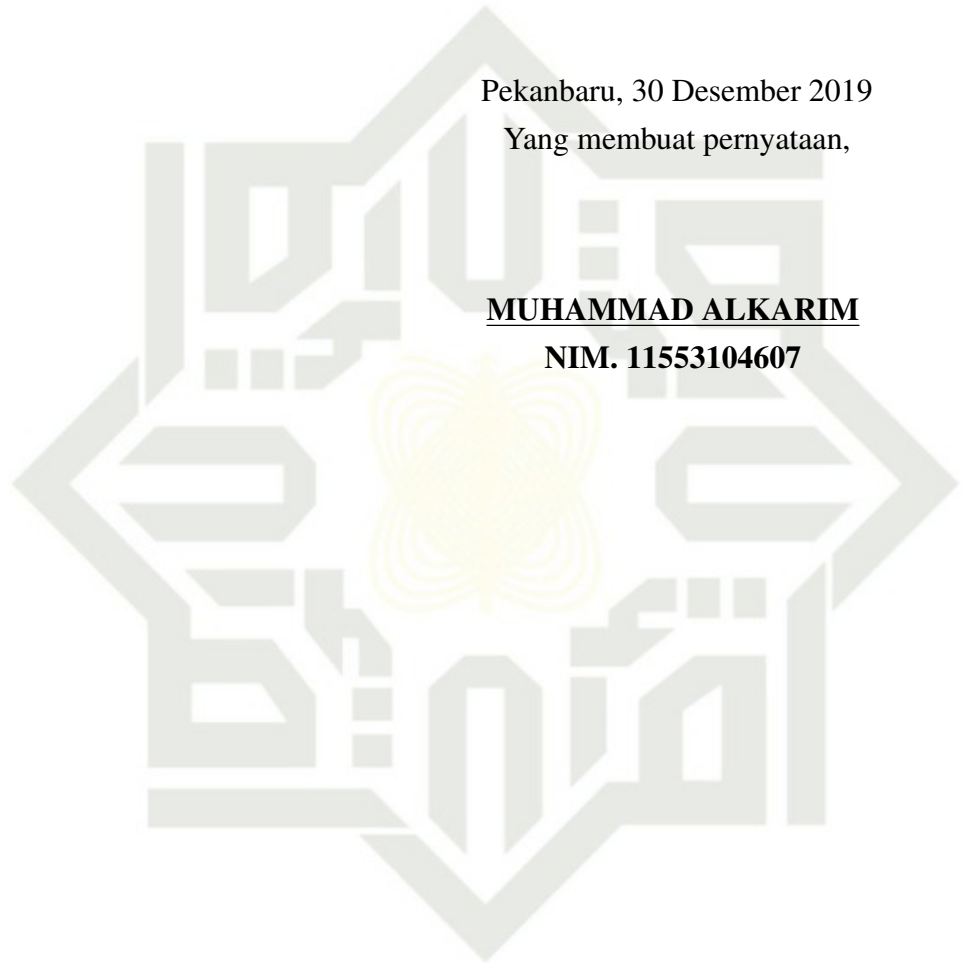 Pekanbaru, 30 Desember 2019
Yang membuat pernyataan,
MUHAMMAD ALKARIM
NIM. 11553104607